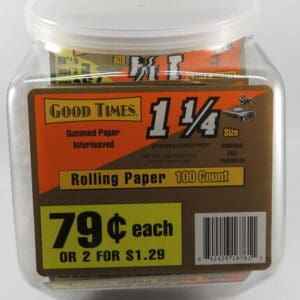 GOOD TIMES
Gummed Paper
Interleaved
1 1/4
Size
Rolling Paper 100 Count
79¢ each
OR 2 FOR $1.29